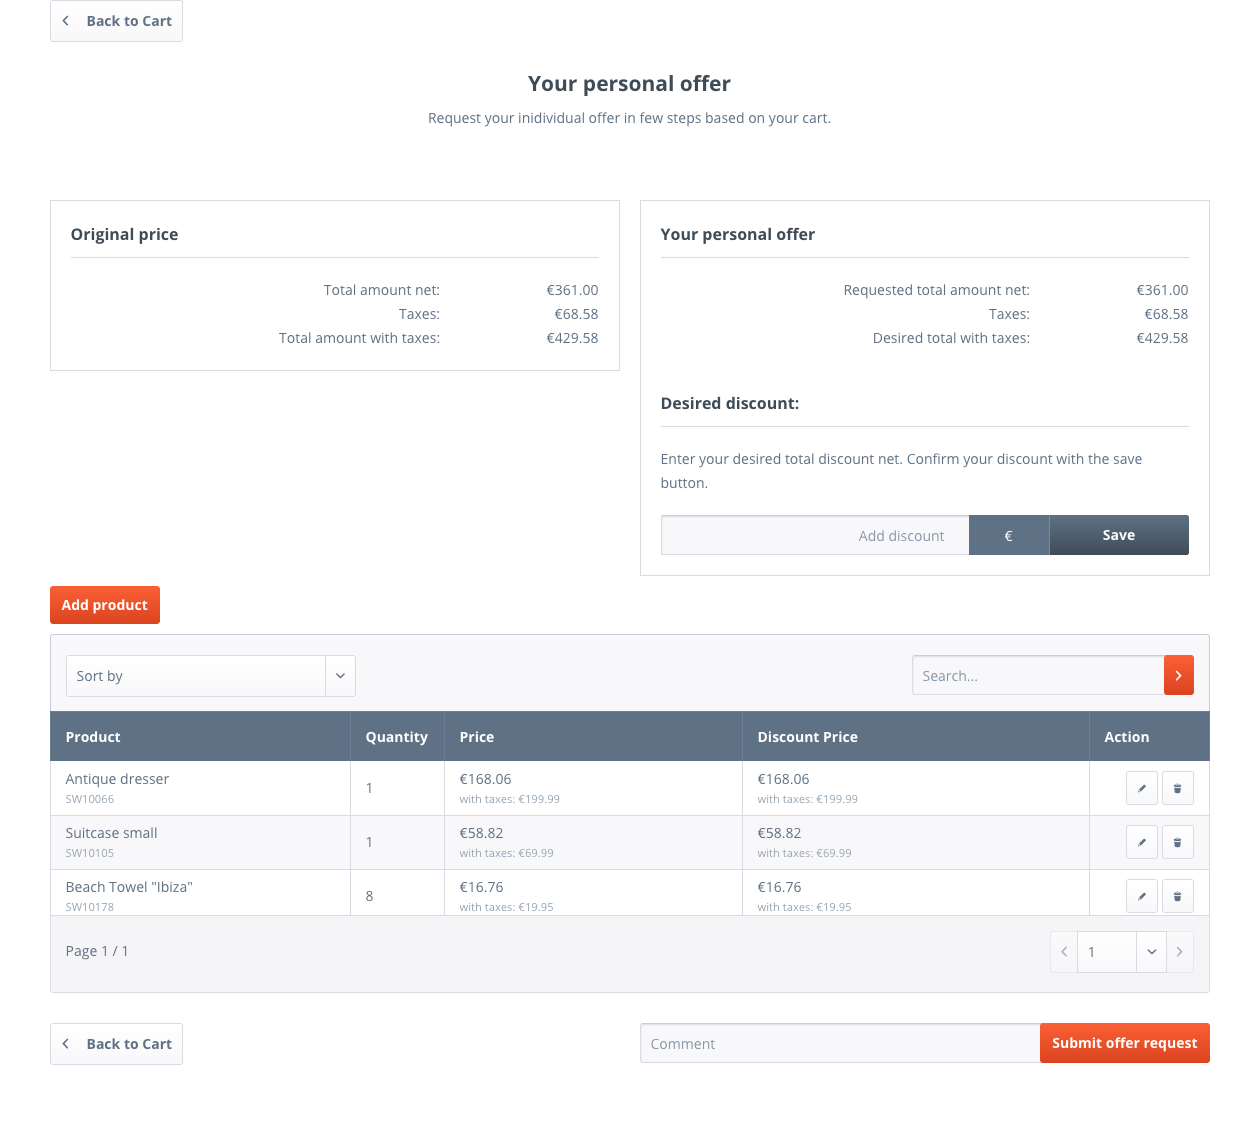 Back to Cart
Your personal offer
Request your inidividual offer in few steps based on your cart.
Original price
Total amount net: €361.00
Taxes: €68.58
Total amount with taxes: €429.58
Your personal offer
Requested total amount net: €361.00
Taxes: €68.58
Desired total with taxes: €429.58
Desired discount:
Enter your desired total discount net. Confirm your discount with the save
button.
Add discount € Save
Add product
Sort by Search...
Product Quantity Price Discount Price Action
Antique dresser 1 €168.06 €168.06
SW10066 with taxes: €199.99 with taxes: €199.99
Suitcase small 1 €58.82 €58.82
SW10105 with taxes: €69.99 with taxes: €69.99
Beach Towel "Ibiza" 8 €16.76 €16.76
SW10178 with taxes: €19.95 with taxes: €19.95
Page 1 / 1 1
Back to Cart Comment Submit offer request